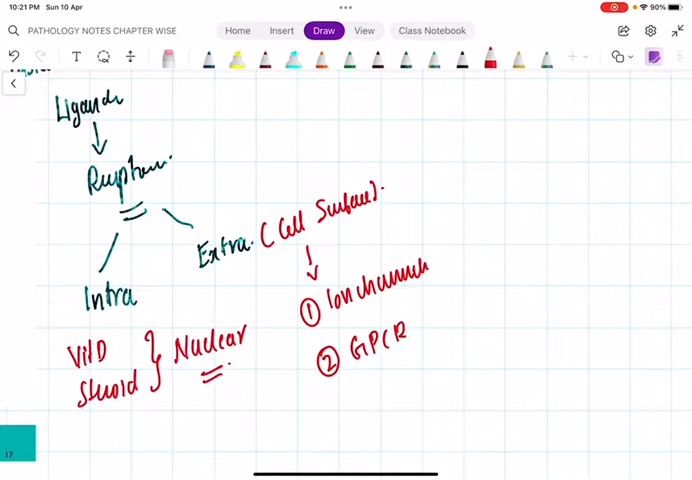 10:21 PM Sun 10 Apr
90%
PATHOLOGY NOTES CHAPTER WISE
Home Insert Draw View Class Notebook
Ligands
Extra. (Cell Surface).
Intra
① Ion channels
② GPCR
Vit D
Steroid } Nuclear
17